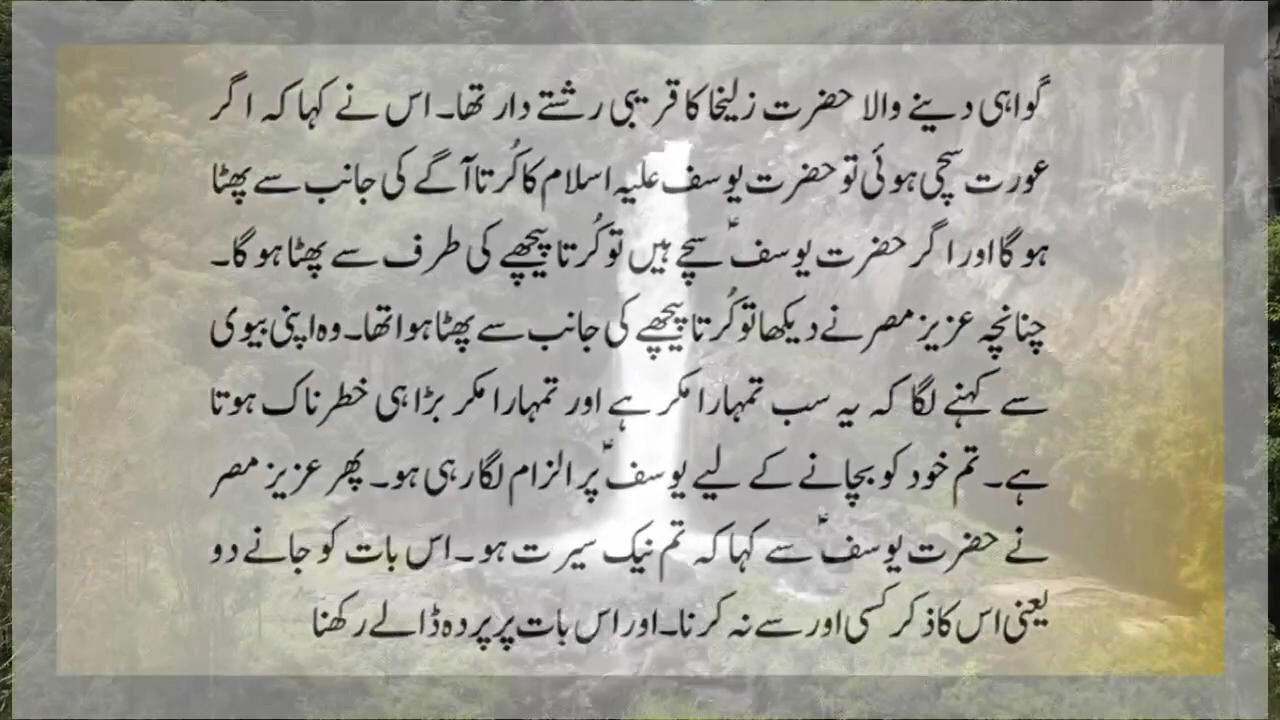 گواہی دینے والا حضرت زلیخا کا قریبی رشتے دار تھا۔ اس نے کہا کہ اگر
عورت سچی ہوئی تو حضرت یوسف علیہ اسلام کا کُرتا آگے کی جانب سے پھٹا
ہو گا اور اگر حضرت یوسفؑ سچے ہیں تو کُرتا پیچھے کی طرف سے پھٹا ہو گا۔
چنانچہ عزیز مصر نے دیکھا تو کُرتا پیچھے کی جانب سے پھٹا ہوا تھا۔ وہ اپنی بیوی
سے کہنے لگا کہ یہ سب تمہارا مکر ہے اور تمہارا مکر بڑا ہی خطرناک ہوتا
ہے۔ تم خود کو بچانے کے لیے یوسفؑ پر الزام لگا رہی ہو۔ پھر عزیز مصر
نے حضرت یوسفؑ سے کہا کہ تم نیک سیرت ہو۔ اس بات کو جانے دو
یعنی اس کا ذکر کسی اور سے نہ کرنا۔ اور اس بات پر پردہ ڈالے رکھنا